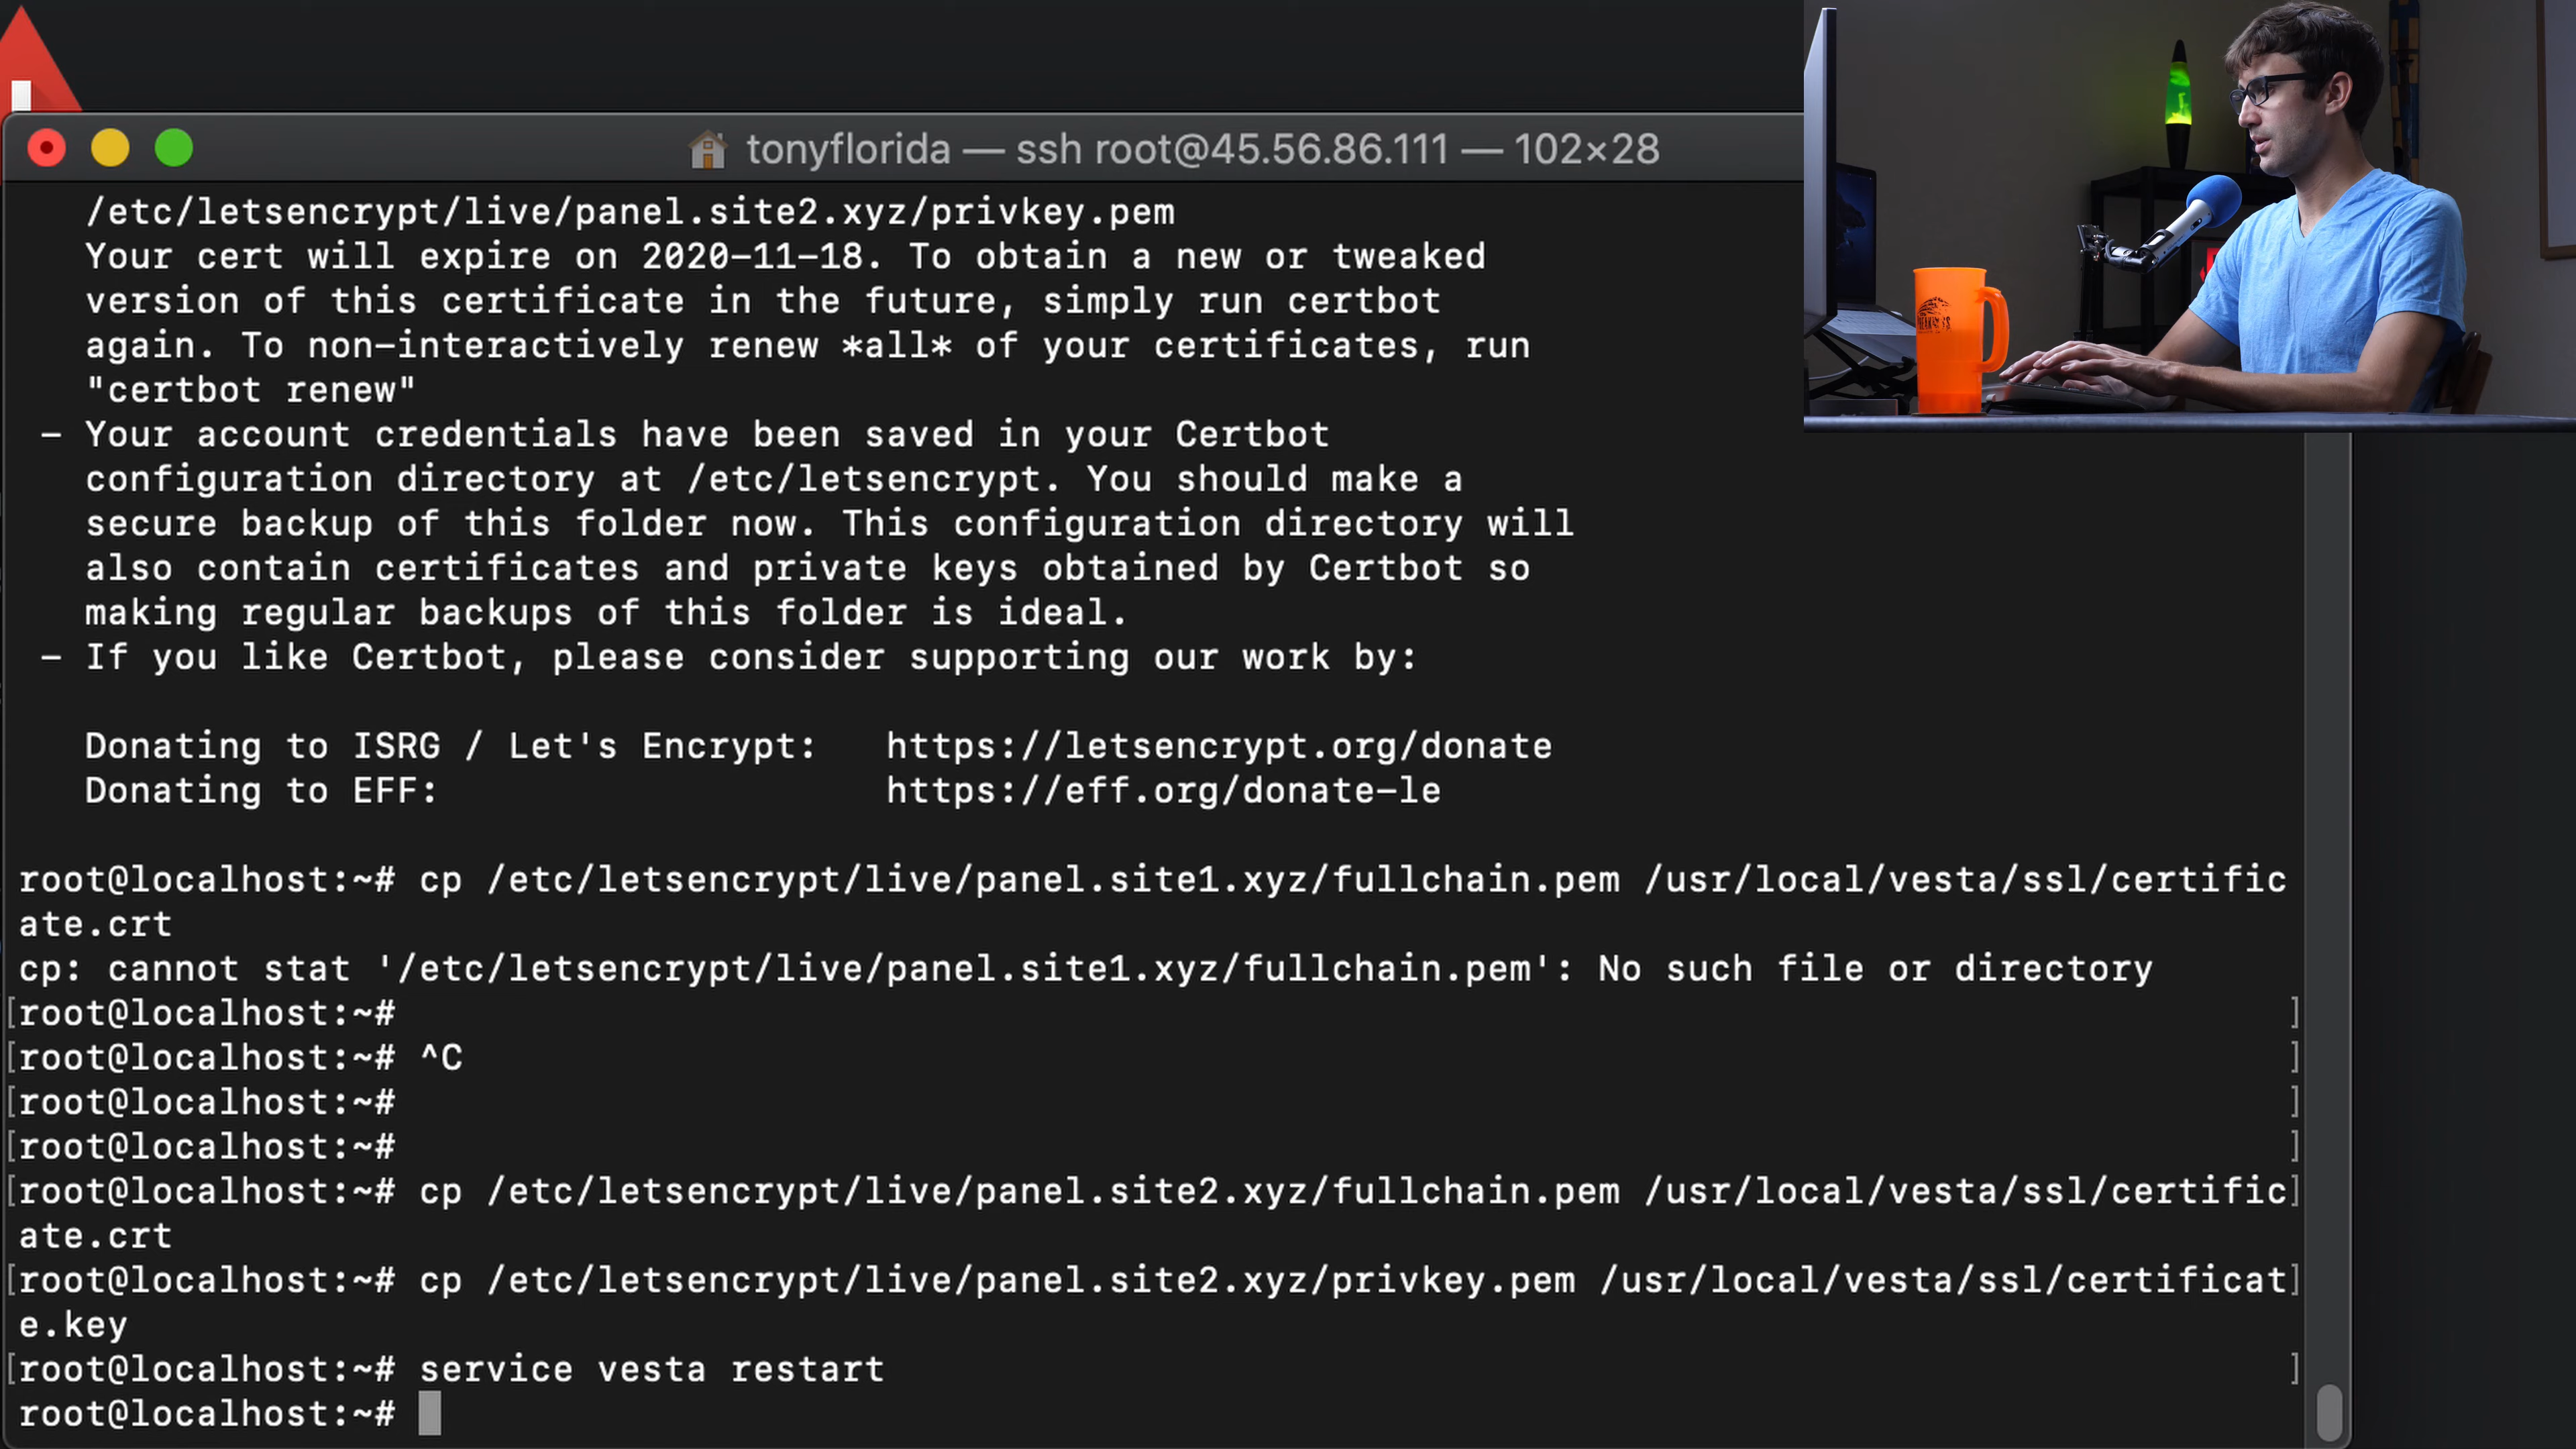 tonyflorida — ssh root@45.56.86.111 — 102×28
/etc/letsencrypt/live/panel.site2.xyz/privkey.pem
Your cert will expire on 2020-11-18. To obtain a new or tweaked
version of this certificate in the future, simply run certbot
again. To non-interactively renew *all* of your certificates, run
"certbot renew"
- Your account credentials have been saved in your Certbot
configuration directory at /etc/letsencrypt. You should make a
secure backup of this folder now. This configuration directory will
also contain certificates and private keys obtained by Certbot so
making regular backups of this folder is ideal.
- If you like Certbot, please consider supporting our work by:
Donating to ISRG / Let's Encrypt:   https://letsencrypt.org/donate
Donating to EFF:                    https://eff.org/donate-le
root@localhost:~# cp /etc/letsencrypt/live/panel.site1.xyz/fullchain.pem /usr/local/vesta/ssl/certific
ate.crt
cp: cannot stat '/etc/letsencrypt/live/panel.site1.xyz/fullchain.pem': No such file or directory
[root@localhost:~# ]
[root@localhost:~# ^C ]
[root@localhost:~# ]
[root@localhost:~# ]
[root@localhost:~# cp /etc/letsencrypt/live/panel.site2.xyz/fullchain.pem /usr/local/vesta/ssl/certific]
ate.crt
[root@localhost:~# cp /etc/letsencrypt/live/panel.site2.xyz/privkey.pem /usr/local/vesta/ssl/certificat]
e.key
[root@localhost:~# service vesta restart ]
root@localhost:~#